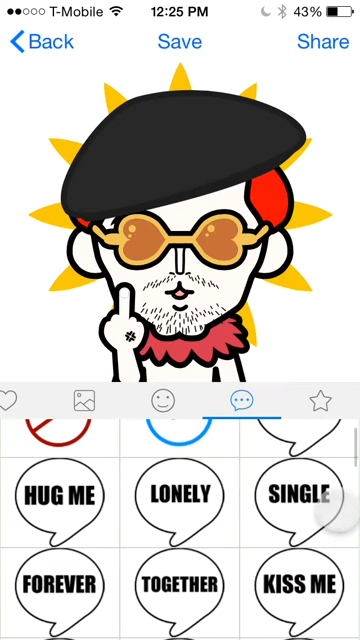 T-Mobile 12:25 PM 43%
Back Save Share
HUG ME LONELY SINGLE
FOREVER TOGETHER KISS ME